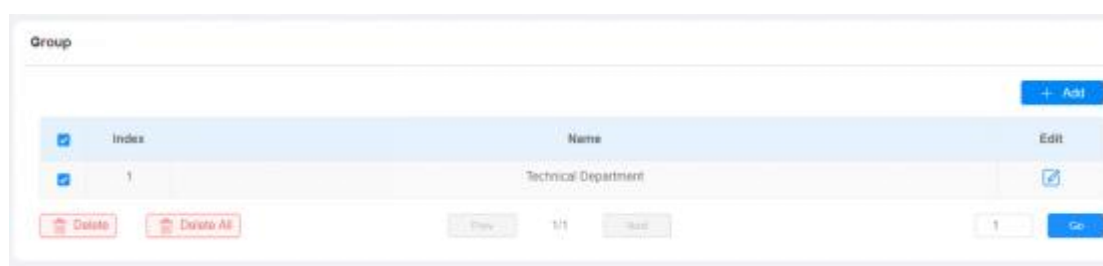 Group
+ Add
Index Name Edit
1 Technical Department
Delete Delete All Prev 1/1 Next 1 Go